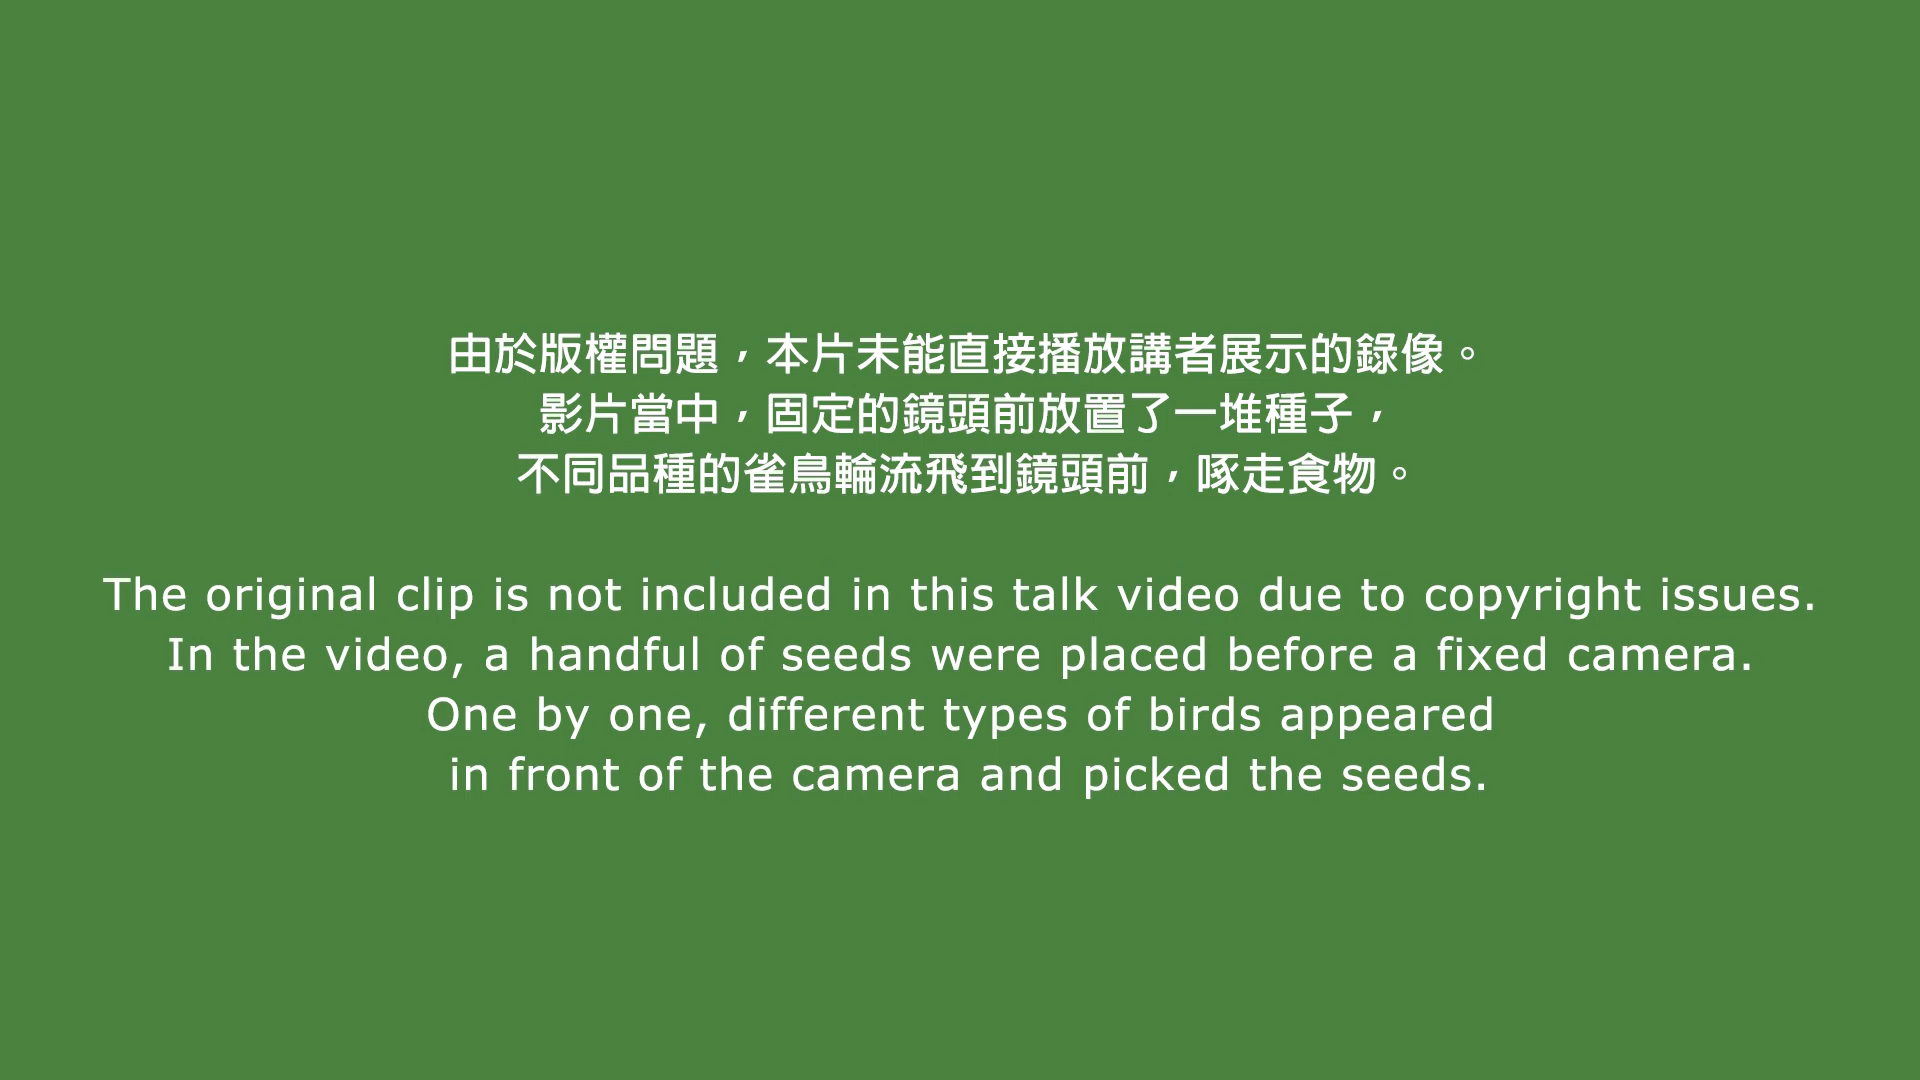 由於版權問題，本片未能直接播放講者展示的錄像。
影片當中，固定的鏡頭前放置了一堆種子，
不同品種的雀鳥輪流飛到鏡頭前，啄走食物。
The original clip is not included in this talk video due to copyright issues.
In the video, a handful of seeds were placed before a fixed camera.
One by one, different types of birds appeared
in front of the camera and picked the seeds.